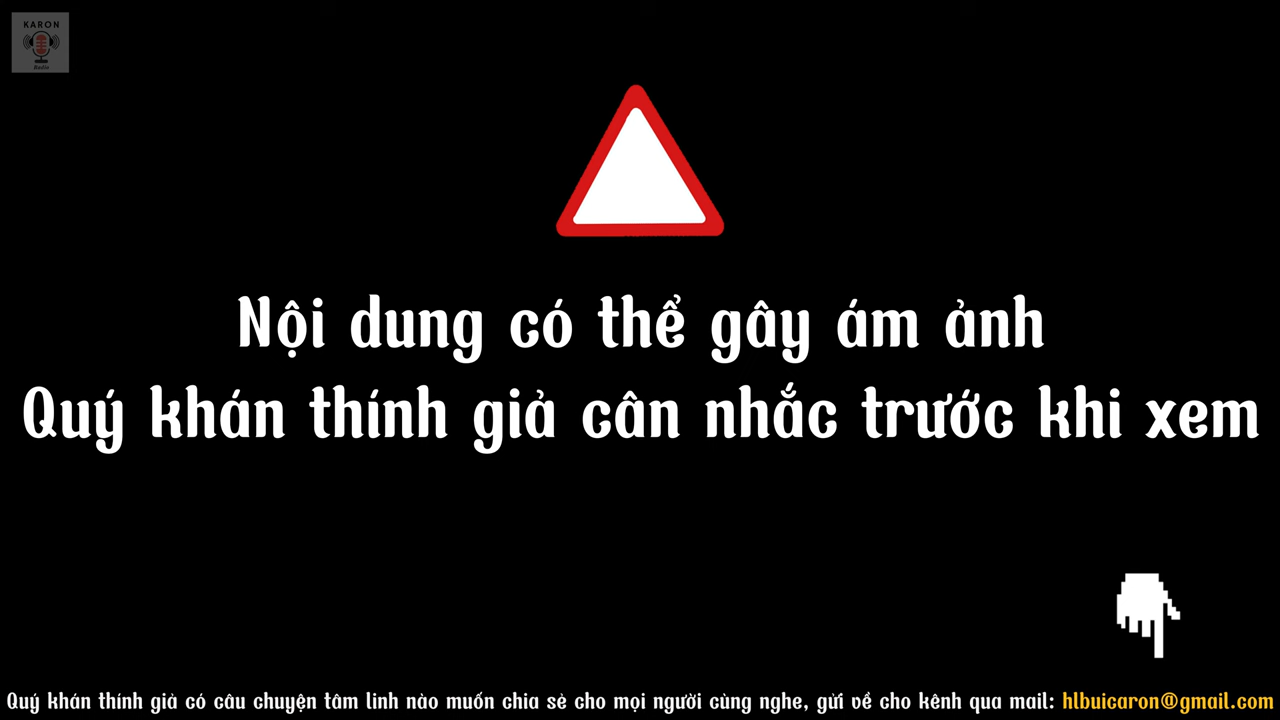 KARON
Radio
Nội dung có thể gây ám ảnh
Quý khán thính giả cân nhắc trước khi xem
Quý khán thính giả có câu chuyện tâm linh nào muốn chia sẻ cho mọi người cùng nghe, gửi về cho kênh qua mail: hlbuicaron@gmail.com